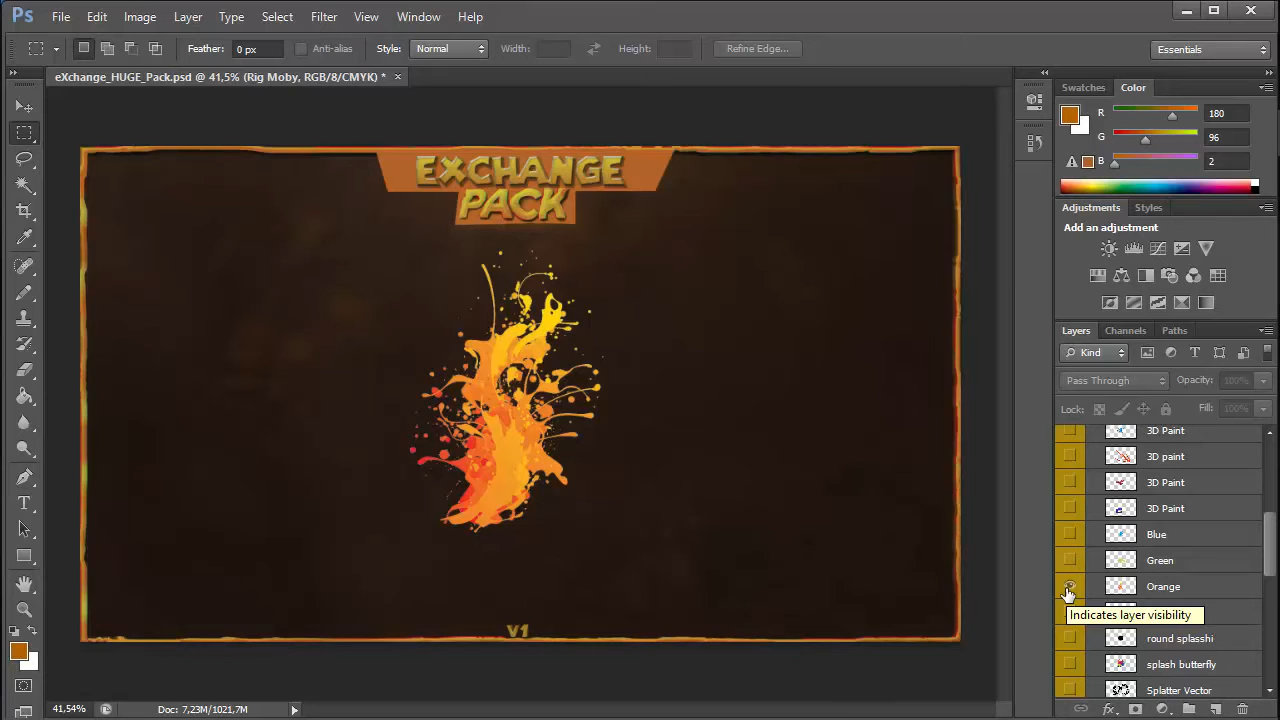 Ps File Edit Image Layer Type Select Filter View Window Help
Feather: 0 px Anti-alias Style: Normal Width: Height: Refine Edge... Essentials
eXchange_HUGE_Pack.psd @ 41,5% (Rig Moby, RGB/8/CMYK) * ×
Swatches Color
R 180
G 96
B 2
Adjustments Styles
Add an adjustment
Layers Channels Paths
Kind
Pass Through Opacity: 100%
Lock: Fill: 100%
3D Paint
3D paint
3D Paint
3D Paint
Blue
Green
Orange
Indicates layer visibility
round splasshi
splash butterfly
Splatter Vector
EXCHANGE
PACK
V1
41,54% Doc: 7,23M/1021,7M